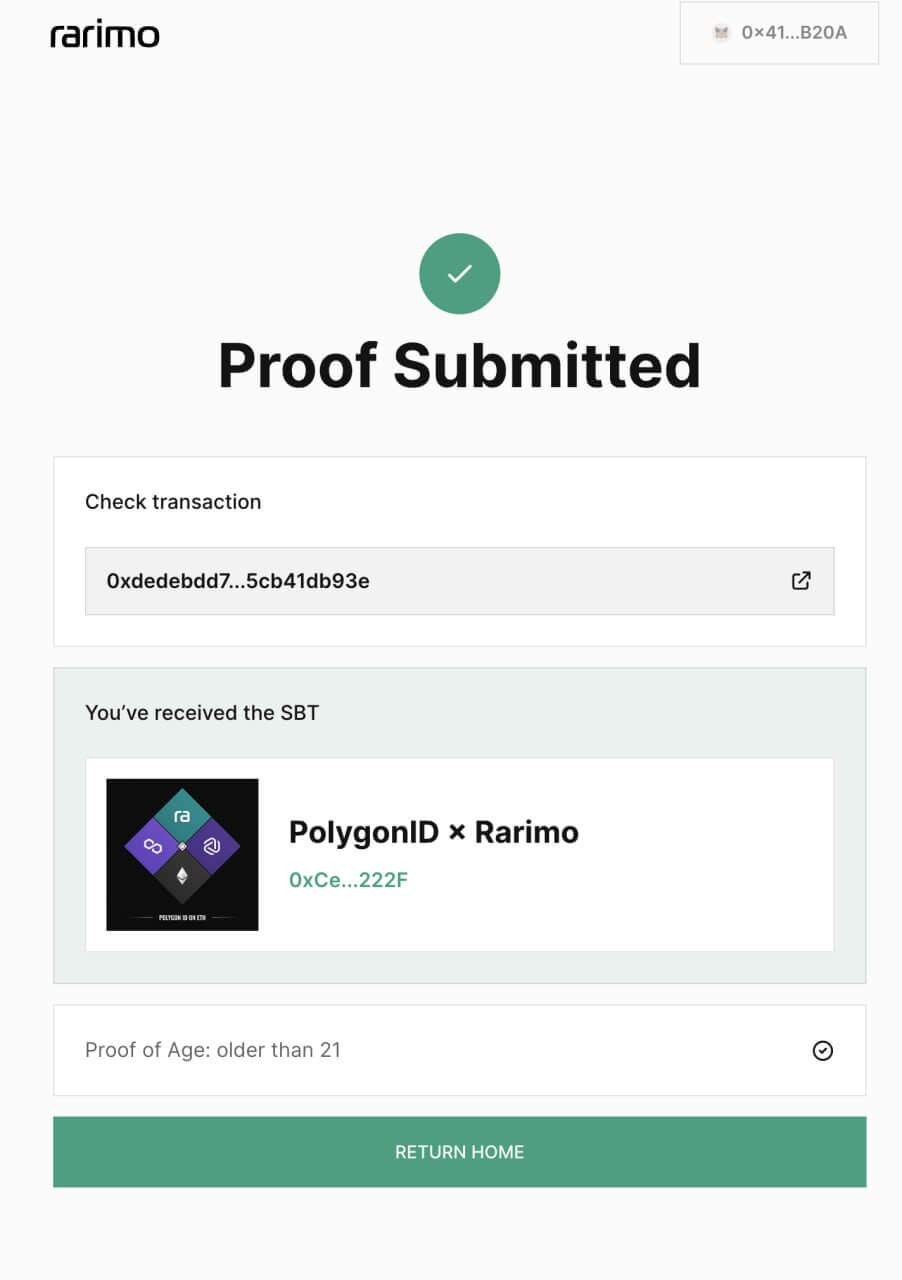 rarimo
0×41...B20A
Proof Submitted
Check transaction
0xdedebdd7...5cb41db93e
You’ve received the SBT
ra
POLYGON ID ON ETH
PolygonID × Rarimo
0xCe...222F
Proof of Age: older than 21
RETURN HOME